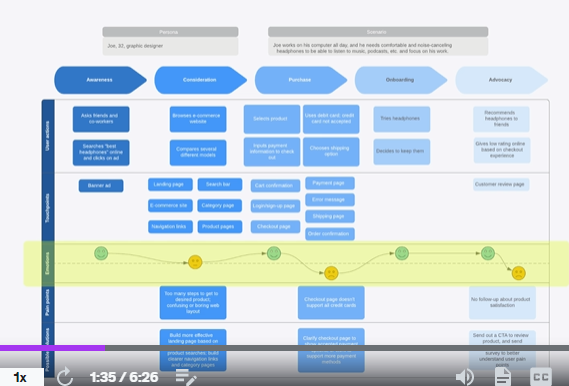 Persona
Scenario
Joe, 32, graphic designer
Joe works on his computer all day, and he needs comfortable and noise-canceling
headphones to be able to listen to music, podcasts, etc. and focus on his work.
Awareness
Consideration
Purchase
Onboarding
Advocacy
User actions
Asks friends and
co-workers
Browses e-commerce
website
Selects product
Uses debit card, credit
card not accepted
Tries headphones
Recommends
headphones to
friends
Searches "best
headphones" online
and clicks on ad
Compares several
different models
Inputs payment
information to check
out
Chooses shipping
option
Decides to keep them
Gives low rating online
based on checkout
experience
Touchpoints
Banner ad
Landing page
Search bar
Cart confirmation
Payment page
Customer review page
E-commerce site
Category page
Login/sign-up page
Error message
Shipping page
Navigation links
Product pages
Checkout page
Order confirmation
Emotions
Pain points
Too many steps to get to
desired product,
confusing or boring web
layout
Checkout page doesn't
support all credit cards
No follow up about product
satisfaction
Build more effective
landing page based on
product searches; build
clearer navigation links
and category pages
Clarify checkout page to
support more payment
methods
Send out a CTA to review
product, and send
survey to better
understand user pain
1x
1:35 / 6:26
CC